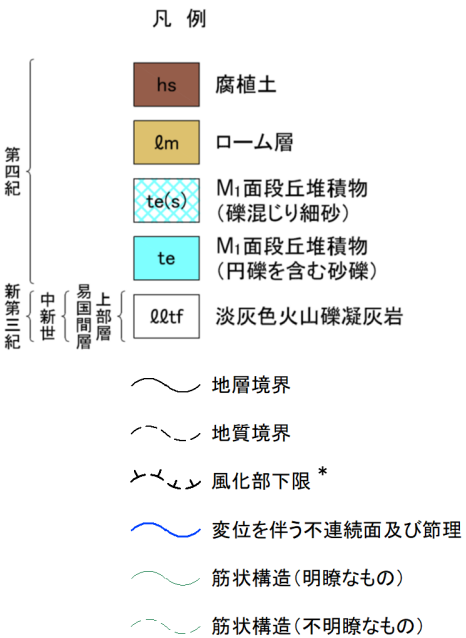 凡 例
第四紀
hs 腐植土
ℓm ローム層
te(s) M₁面段丘堆積物
（礫混じり細砂）
te M₁面段丘堆積物
（円礫を含む砂礫）
新第三紀 中新世 易国間層 上部層 ℓℓtf 淡灰色火山礫凝灰岩
地層境界
地質境界
風化部下限*
変位を伴う不連続面及び節理
筋状構造（明瞭なもの）
筋状構造（不明瞭なもの）